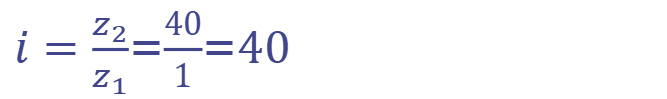 i = z₂/z₁ = 40/1 = 40